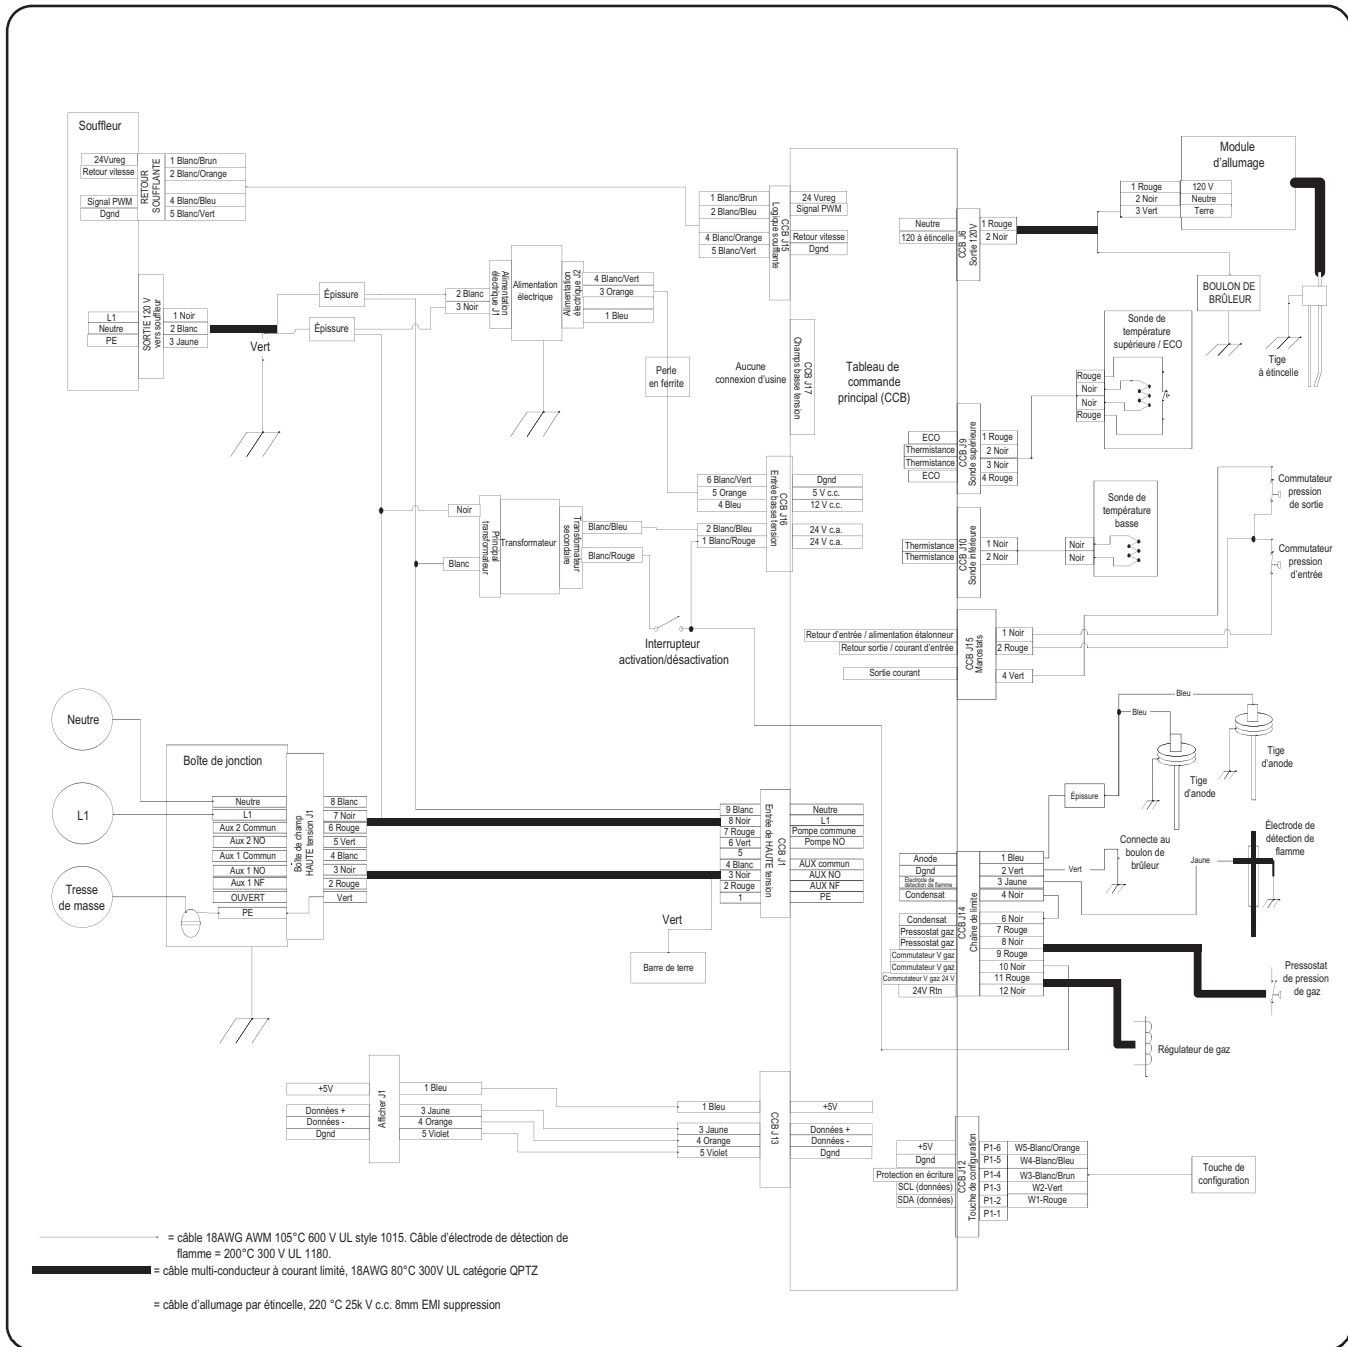 Souffleur
24Vureg
Retour vitesse
Signal PWM
Dgnd
RETOUR
SOUFFLANTE
1 Blanc/Brun
2 Blanc/Orange
4 Blanc/Bleu
5 Blanc/Vert
L1
Neutre
PE
SORTIE 120 V
vers souffleur
1 Noir
2 Blanc
3 Jaune
Vert
Épissure
Épissure
2 Blanc
3 Noir
Alimentation
électrique J1
Alimentation
électrique
Alimentation
électrique J2
4 Blanc/Vert
3 Orange
1 Bleu
Perle
en ferrite
1 Blanc/Brun
2 Blanc/Bleu
4 Blanc/Orange
5 Blanc/Vert
CCB J15
Logique soufflante
24 Vureg
Signal PWM
Retour vitesse
Dgnd
Aucune
connexion d'usine
CCB J17
Champs basse tension
Tableau de
commande
principal (CCB)
6 Blanc/Vert
5 Orange
4 Bleu
2 Blanc/Bleu
1 Blanc/Rouge
CCB J16
Entrée basse tension
Dgnd
5 V c.c.
12 V c.c.
24 V c.a.
24 V c.a.
Noir
Blanc
Principal
transformateur
Transformateur
Transformateur
secondaire
Blanc/Bleu
Blanc/Rouge
Interrupteur
activation/désactivation
Neutre
120 à étincelle
CCB J6
Sortie 120V
1 Rouge
2 Noir
Module
d'allumage
1 Rouge
2 Noir
3 Vert
120 V
Neutre
Terre
BOULON DE
BRÛLEUR
Tige
à étincelle
Sonde de
température
supérieure / ECO
Rouge
Noir
Noir
Rouge
ECO
Thermistance
Thermistance
ECO
CCB J9
Sonde supérieure
1 Rouge
2 Noir
3 Noir
4 Rouge
Sonde de
température
basse
Noir
Noir
Thermistance
Thermistance
CCB J10
Sonde inférieure
1 Noir
2 Noir
Commutateur
pression
de sortie
Commutateur
pression
d'entrée
Retour d'entrée / alimentation étalonneur
Retour sortie / courant d'entrée
Sortie courant
CCB J15
Manostats
1 Noir
2 Rouge
4 Vert
Neutre
L1
Tresse
de masse
Boîte de jonction
Neutre
L1
Aux 2 Commun
Aux 2 NO
Aux 1 Commun
Aux 1 NO
Aux 1 NF
OUVERT
PE
Boîte de champ
HAUTE tension J1
8 Blanc
7 Noir
6 Rouge
5 Vert
4 Blanc
3 Noir
2 Rouge
Vert
9 Blanc
8 Noir
7 Rouge
6 Vert
5
4 Blanc
3 Noir
2 Rouge
1
CCB J1
Entrée de HAUTE tension
Neutre
L1
Pompe commune
Pompe NO
AUX commun
AUX NO
AUX NF
PE
Vert
Barre de terre
Bleu
Bleu
Tige
d'anode
Tige
d'anode
Épissure
Connecte au
boulon de
brûleur
Électrode de
détection de
flamme
Jaune
Vert
Anode
Dgnd
Électrode de
détection de flamme
Condensat
Condensat
Pressostat gaz
Pressostat gaz
Commutateur V gaz
Commutateur V gaz
Commutateur V gaz 24 V
24V Rtn
CCB J14
Chaîne de limite
1 Bleu
2 Vert
3 Jaune
4 Noir
6 Noir
7 Rouge
8 Noir
9 Rouge
10 Noir
11 Rouge
12 Noir
Pressostat
de pression
de gaz
Régulateur de gaz
+5V
Données +
Données -
Dgnd
Afficher J1
1 Bleu
3 Jaune
4 Orange
5 Violet
1 Bleu
3 Jaune
4 Orange
5 Violet
CCB J13
+5V
Données +
Données -
Dgnd
+5V
Dgnd
Protection en écriture
SCL (données)
SDA (données)
CCB J12
Touche de configuration
P1-6
P1-5
P1-4
P1-3
P1-2
P1-1
W5-Blanc/Orange
W4-Blanc/Bleu
W3-Blanc/Brun
W2-Vert
W1-Rouge
Touche de
configuration
= câble 18AWG AWM 105°C 600 V UL style 1015. Câble d'électrode de détection de
flamme = 200°C 300 V UL 1180.
= câble multi-conducteur à courant limité, 18AWG 80°C 300V UL catégorie QPTZ
= câble d'allumage par étincelle, 220 °C 25k V c.c. 8mm EMI suppression